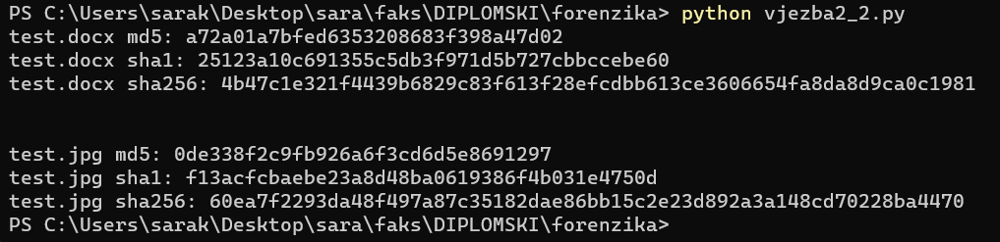 PS C:\Users\sarak\Desktop\sara\faks\DIPLOMSKI\forenzika> python vjezba2_2.py
test.docx md5: a72a01a7bfed6353208683f398a47d02
test.docx sha1: 25123a10c691355c5db3f971d5b727cbbccebe60
test.docx sha256: 4b47c1e321f4439b6829c83f613f28efcdbb613ce3606654fa8da8d9ca0c1981
test.jpg md5: 0de338f2c9fb926a6f3cd6d5e8691297
test.jpg sha1: f13acfcbaebe23a8d48ba0619386f4b031e4750d
test.jpg sha256: 60ea7f2293da48f497a87c35182dae86bb15c2e23d892a3a148cd70228ba4470
PS C:\Users\sarak\Desktop\sara\faks\DIPLOMSKI\forenzika>